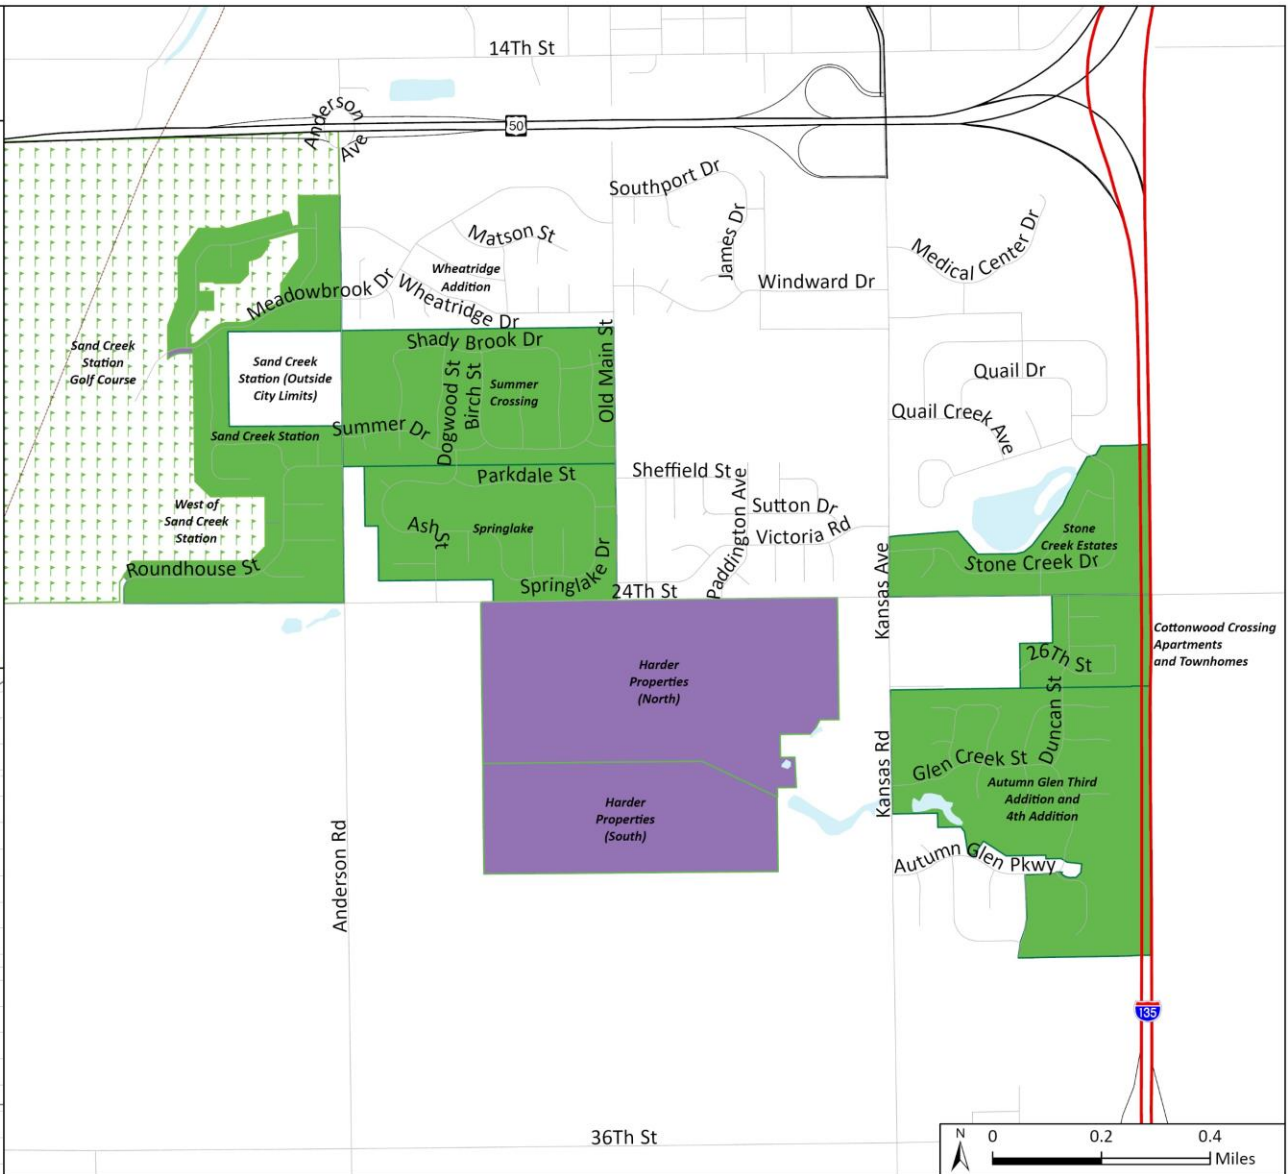 14Th St
Anderson
Ave
50
Southport Dr
Matson St
James Dr
Medical Center Dr
Wheatridge
Addition
Meadowbrook Dr
Wheatridge Dr
Windward Dr
Shady Brook Dr
Old Main St
Sand Creek
Station
Golf Course
Sand Creek
Station (Outside
City Limits)
Dogwood St
Birch St
Summer
Crossing
Quail Dr
Quail Creek Ave
Sand Creek Station
Summer Dr
Parkdale St
Sheffield St
Paddington Ave
Sutton Dr
Victoria Rd
West of
Sand Creek
Station
Ash St
Springlake
Springlake Dr
Kansas Ave
Stone
Creek Estates
Stone Creek Dr
Roundhouse St
24Th St
Cottonwood Crossing
Apartments
and Townhomes
26Th St
Harder
Properties
(North)
Duncan St
Kansas Rd
Glen Creek St
Autumn Glen Third
Addition and
4th Addition
Harder
Properties
(South)
Autumn Glen Pkwy
Anderson Rd
135
36Th St
N
0 0.2 0.4
Miles